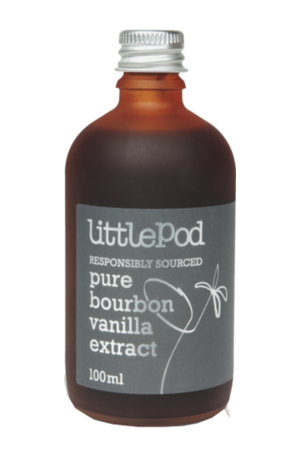 littlePod
RESPONSIBLY SOURCED
pure
bourbon
vanilla
extract
100ml